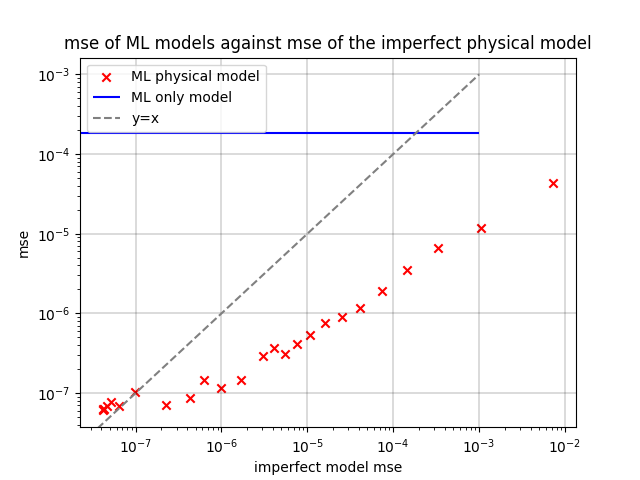 mse of ML models against mse of the imperfect physical model
ML physical model
ML only model
y=x
10⁻³
10⁻⁴
10⁻⁵
10⁻⁶
10⁻⁷
mse
10⁻⁷ 10⁻⁶ 10⁻⁵ 10⁻⁴ 10⁻³ 10⁻²
imperfect model mse